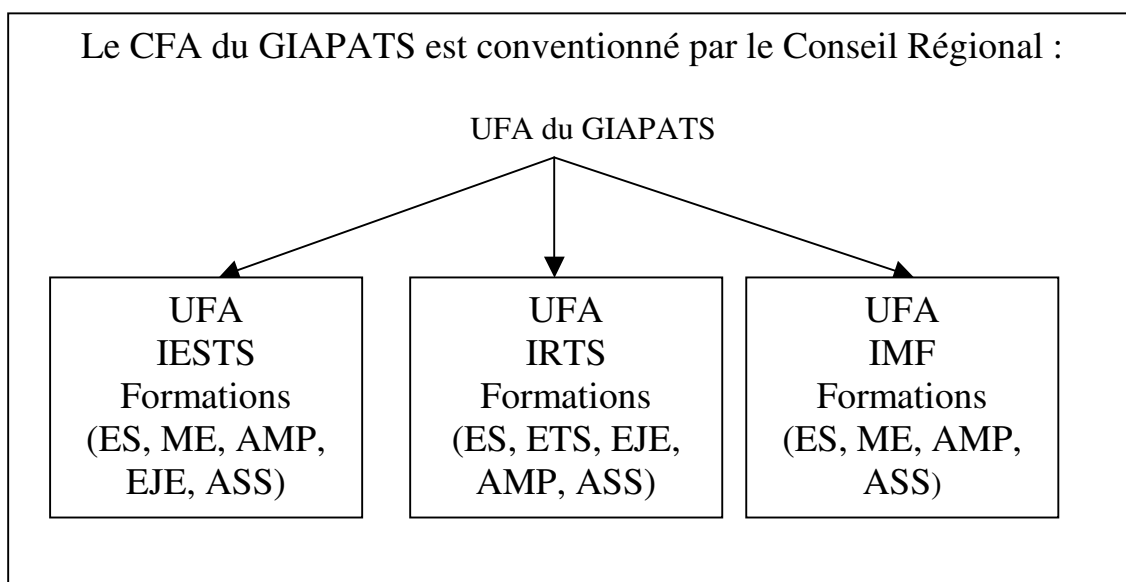 Le CFA du GIAPATS est conventionné par le Conseil Régional :
UFA du GIAPATS
UFA
IESTS
Formations
(ES, ME, AMP,
EJE, ASS)
UFA
IRTS
Formations
(ES, ETS, EJE,
AMP, ASS)
UFA
IMF
Formations
(ES, ME, AMP,
ASS)